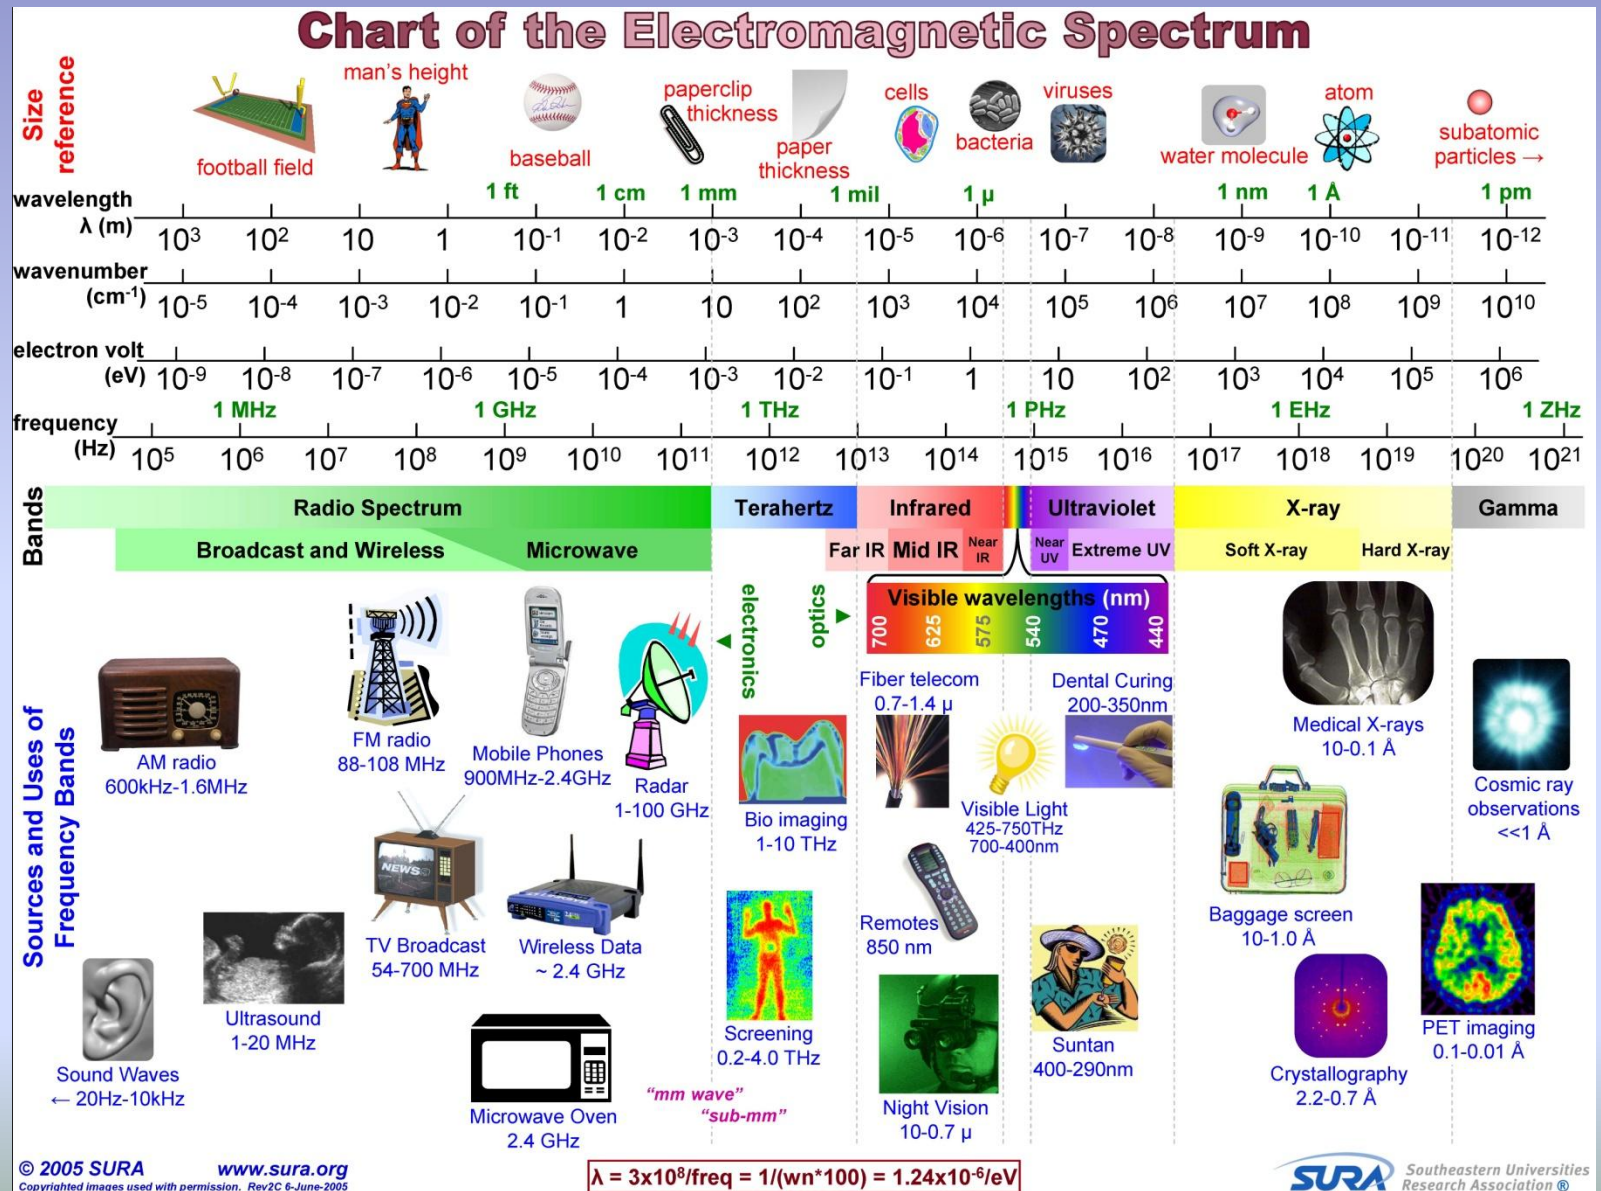 Chart of the Electromagnetic Spectrum
Size
reference
football field
man's height
baseball
paperclip
thickness
paper
thickness
cells
bacteria
viruses
water molecule
atom
subatomic
particles →
wavelength
λ (m)
1 ft 1 cm 1 mm 1 mil 1 µ 1 nm 1 Å 1 pm
10³ 10² 10 1 10⁻¹ 10⁻² 10⁻³ 10⁻⁴ 10⁻⁵ 10⁻⁶ 10⁻⁷ 10⁻⁸ 10⁻⁹ 10⁻¹⁰ 10⁻¹¹ 10⁻¹²
wavenumber
(cm⁻¹)
10⁻⁵ 10⁻⁴ 10⁻³ 10⁻² 10⁻¹ 1 10 10² 10³ 10⁴ 10⁵ 10⁶ 10⁷ 10⁸ 10⁹ 10¹⁰
electron volt
(eV)
10⁻⁹ 10⁻⁸ 10⁻⁷ 10⁻⁶ 10⁻⁵ 10⁻⁴ 10⁻³ 10⁻² 10⁻¹ 1 10 10² 10³ 10⁴ 10⁵ 10⁶
1 MHz 1 GHz 1 THz 1 PHz 1 EHz 1 ZHz
frequency
(Hz)
10⁵ 10⁶ 10⁷ 10⁸ 10⁹ 10¹⁰ 10¹¹ 10¹² 10¹³ 10¹⁴ 10¹⁵ 10¹⁶ 10¹⁷ 10¹⁸ 10¹⁹ 10²⁰ 10²¹
Bands
Radio Spectrum Terahertz Infrared Ultraviolet X-ray Gamma
Broadcast and Wireless Microwave Far IR Mid IR Near IR Near UV Extreme UV Soft X-ray Hard X-ray
electronics
optics
Visible wavelengths (nm)
700 625 575 540 470 440
Sources and Uses of
Frequency Bands
AM radio
600kHz-1.6MHz
FM radio
88-108 MHz
Mobile Phones
900MHz-2.4GHz
Radar
1-100 GHz
Bio imaging
1-10 THz
Fiber telecom
0.7-1.4 µ
Visible Light
425-750THz
700-400nm
Dental Curing
200-350nm
Medical X-rays
10-0.1 Å
Cosmic ray
observations
<<1 Å
NEWS
TV Broadcast
54-700 MHz
Wireless Data
~ 2.4 GHz
Remotes
850 nm
Baggage screen
10-1.0 Å
Sound Waves
← 20Hz-10kHz
Ultrasound
1-20 MHz
Microwave Oven
2.4 GHz
Screening
0.2-4.0 THz
"mm wave"
"sub-mm"
Night Vision
10-0.7 µ
Suntan
400-290nm
Crystallography
2.2-0.7 Å
PET imaging
0.1-0.01 Å
© 2005 SURA www.sura.org
Copyrighted images used with permission. Rev2C 6-June-2005
λ = 3x10⁸/freq = 1/(wn*100) = 1.24x10⁻⁶/eV
SURA
Southeastern Universities
Research Association ®